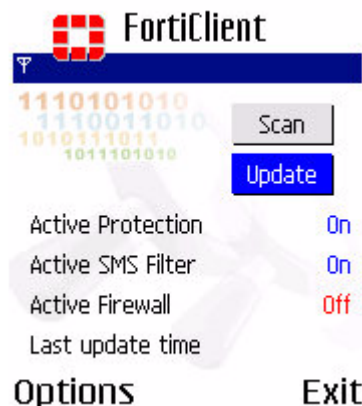 FortiClient
1110101010
1110011010
1010111011
1011101010
Scan
Update
Active Protection On
Active SMS Filter On
Active Firewall Off
Last update time
Options Exit